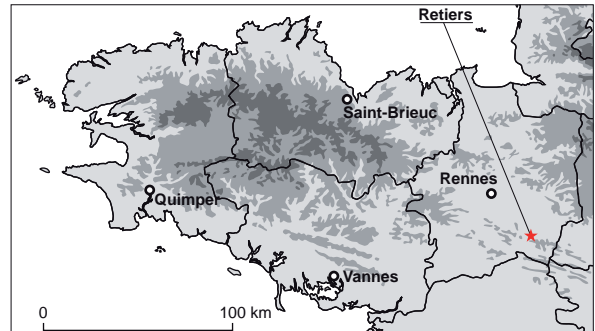 Retiers
Saint-Brieuc
Rennes
Quimper
Vannes
0 100 km